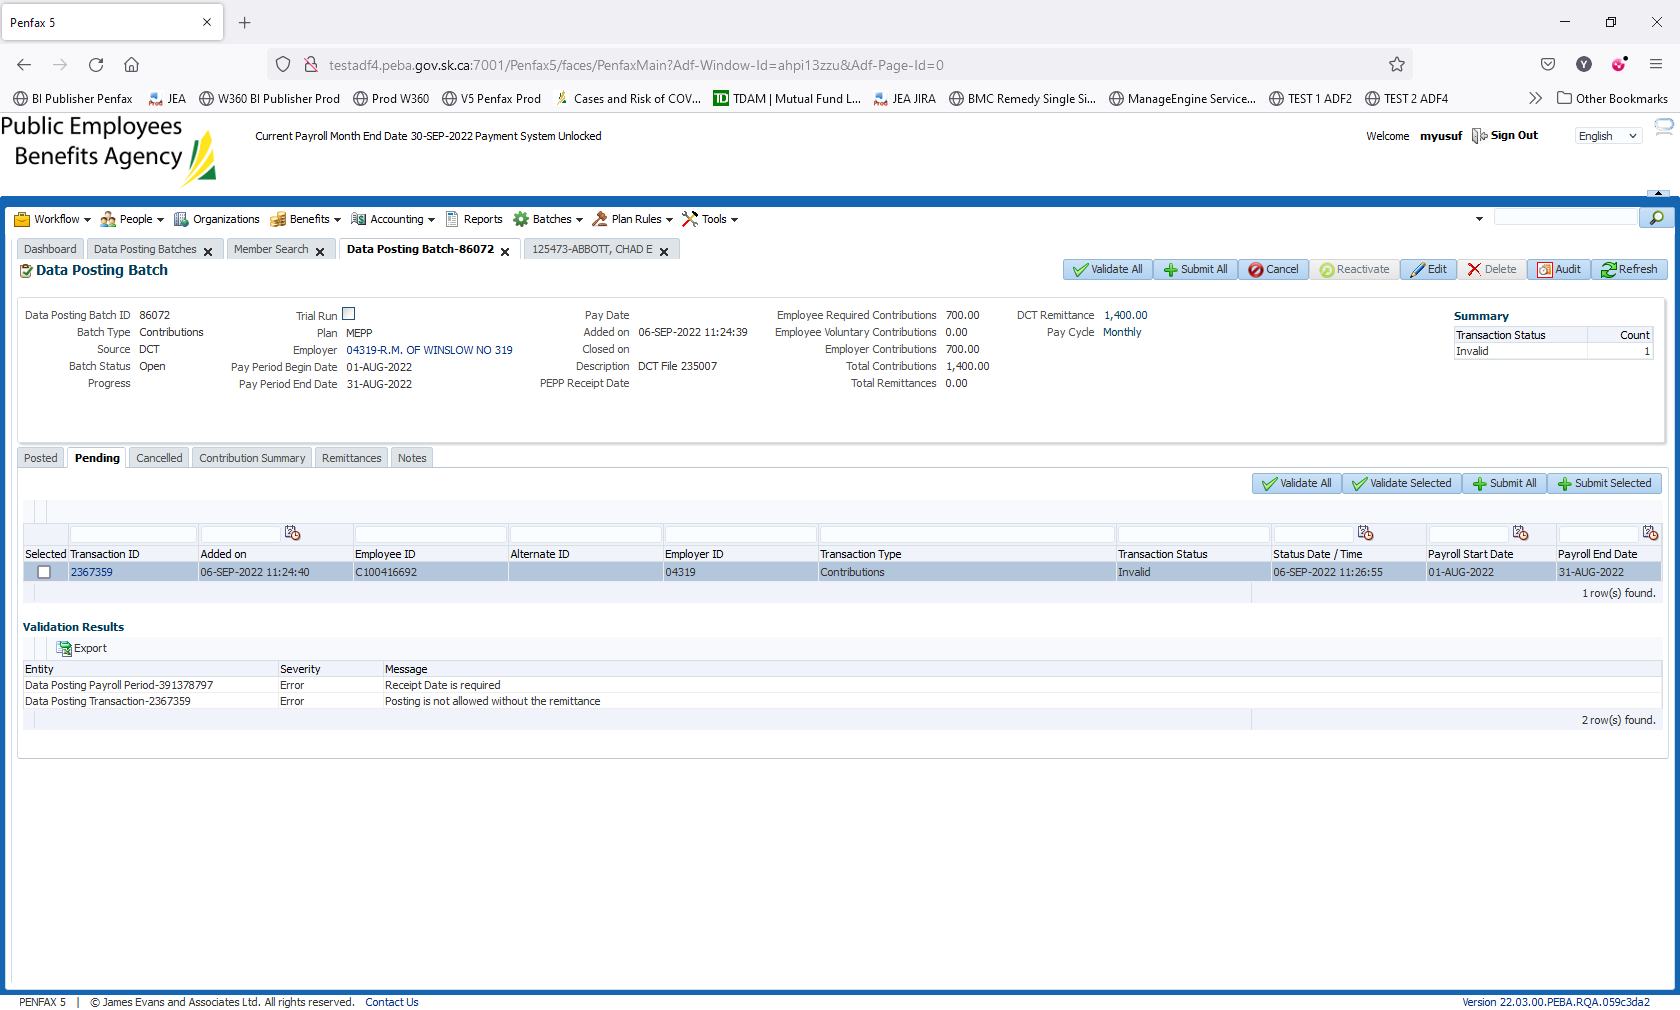 Penfax 5
testadf4.peba.gov.sk.ca:7001/Penfax5/faces/PenfaxMain?Adf-Window-Id=ahpi13zzu&Adf-Page-Id=0
BI Publisher Penfax JEA W360 BI Publisher Prod Prod W360 V5 Penfax Prod Cases and Risk of COV... TD TDAM | Mutual Fund L... JEA JIRA BMC Remedy Single Si... ManageEngine Service... TEST 1 ADF2 TEST 2 ADF4 Other Bookmarks
Public Employees
Benefits Agency
Current Payroll Month End Date 30-SEP-2022 Payment System Unlocked
Welcome myusuf Sign Out English
Workflow People Organizations Benefits Accounting Reports Batches Plan Rules Tools
Dashboard Data Posting Batches Member Search Data Posting Batch-86072 125473-ABBOTT, CHAD E
Data Posting Batch
Validate All Submit All Cancel Reactivate Edit Delete Audit Refresh
Data Posting Batch ID 86072
Batch Type Contributions
Source DCT
Batch Status Open
Progress
Trial Run
Plan MEPP
Employer 04319-R.M. OF WINSLOW NO 319
Pay Period Begin Date 01-AUG-2022
Pay Period End Date 31-AUG-2022
Pay Date
Added on 06-SEP-2022 11:24:39
Closed on
Description DCT File 235007
PEPP Receipt Date
Employee Required Contributions 700.00
Employee Voluntary Contributions 0.00
Employer Contributions 700.00
Total Contributions 1,400.00
Total Remittances 0.00
DCT Remittance 1,400.00
Pay Cycle Monthly
Summary
Transaction Status Count
Invalid 1
Posted Pending Cancelled Contribution Summary Remittances Notes
Validate All Validate Selected Submit All Submit Selected
Selected Transaction ID Added on Employee ID Alternate ID Employer ID Transaction Type Transaction Status Status Date / Time Payroll Start Date Payroll End Date
2367359 06-SEP-2022 11:24:40 C100416692 04319 Contributions Invalid 06-SEP-2022 11:26:55 01-AUG-2022 31-AUG-2022
1 row(s) found.
Validation Results
Export
Entity Severity Message
Data Posting Payroll Period-391378797 Error Receipt Date is required
Data Posting Transaction-2367359 Error Posting is not allowed without the remittance
2 row(s) found.
PENFAX 5 | © James Evans and Associates Ltd. All rights reserved. Contact Us
Version 22.03.00.PEBA.RQA.059c3da2